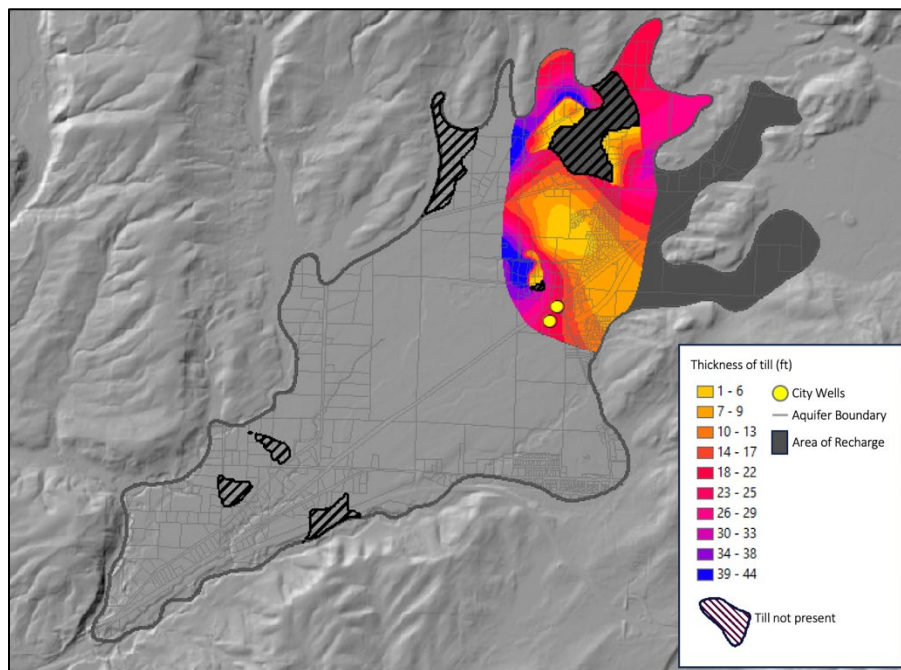 Thickness of till (ft)
1 - 6
7 - 9
10 - 13
14 - 17
18 - 22
23 - 25
26 - 29
30 - 33
34 - 38
39 - 44
City Wells
Aquifer Boundary
Area of Recharge
Till not present